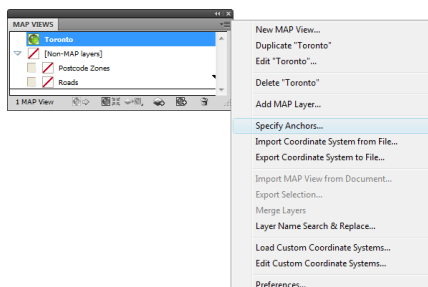 MAP VIEWS
Toronto
[Non-MAP layers]
Postcode Zones
Roads
1 MAP View
New MAP View...
Duplicate "Toronto"
Edit "Toronto"...
Delete "Toronto"
Add MAP Layer...
Specify Anchors...
Import Coordinate System from File...
Export Coordinate System to File...
Import MAP View from Document...
Export Selection...
Merge Layers
Layer Name Search & Replace...
Load Custom Coordinate Systems...
Edit Custom Coordinate Systems...
Preferences...